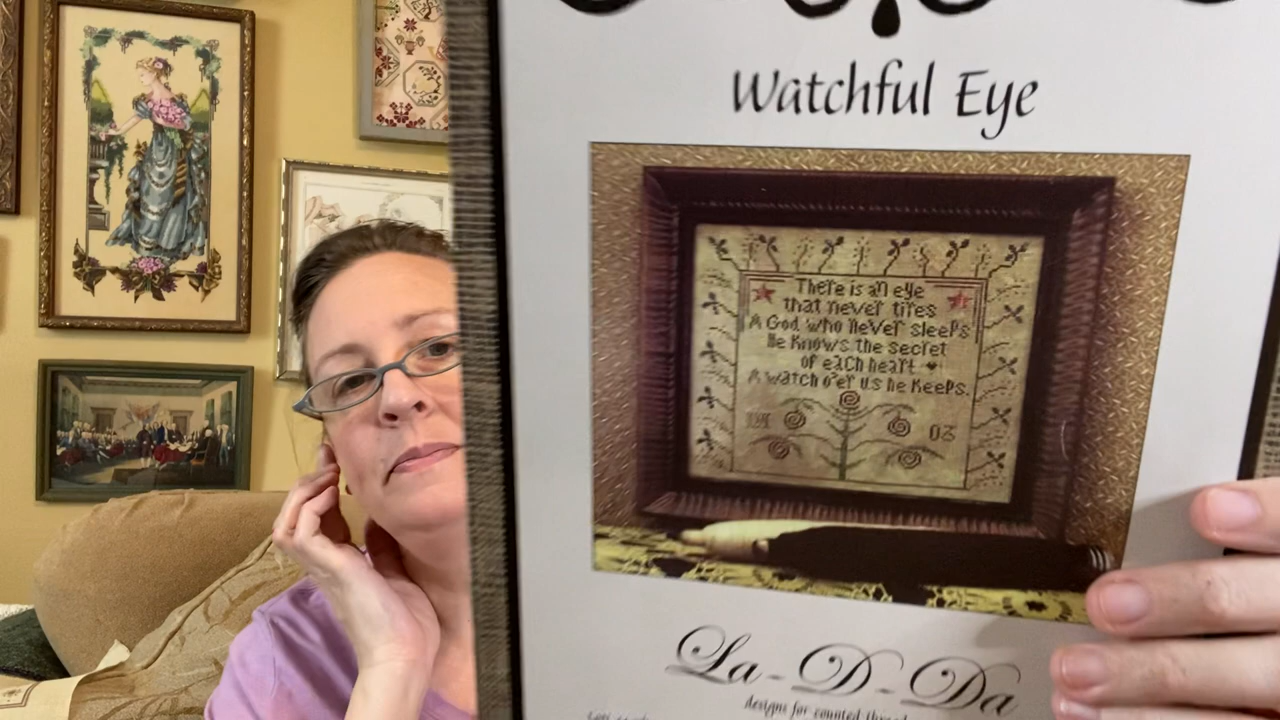 Watchful Eye
There is an eye
that never tires
A God who never sleeps
He Knows the secret
of each heart
A watch o'er us he Keeps.
03
La-D-Da
designs for counted thread